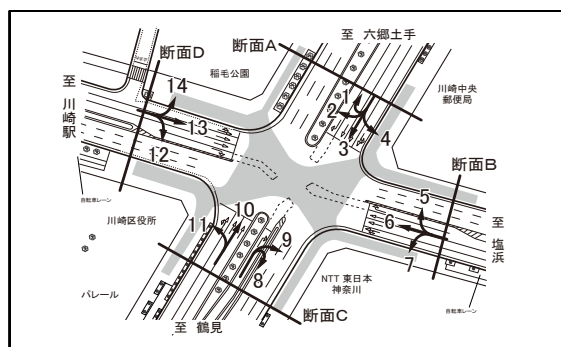 至 六郷土手
断面A
断面D
稲毛公園
川崎中央
郵便局
至 川崎駅
14
13
12
1
2
3
4
断面B
5
6
7
至 塩浜
自転車レーン
川崎区役所
11
10
9
8
NTT 東日本
神奈川
自転車レーン
パレール
断面C
至 鶴見